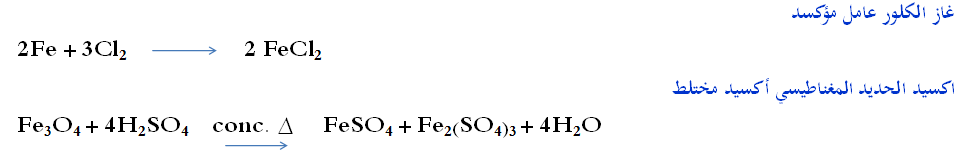 غاز الكلور عامل مؤكسد
2Fe + 3Cl₂ ⟶ 2 FeCl₂
اكسيد الحديد المغناطيسي أكسيد مختلط
Fe₃O₄ + 4H₂SO₄ conc. Δ ⟶ FeSO₄ + Fe₂(SO₄)₃ + 4H₂O